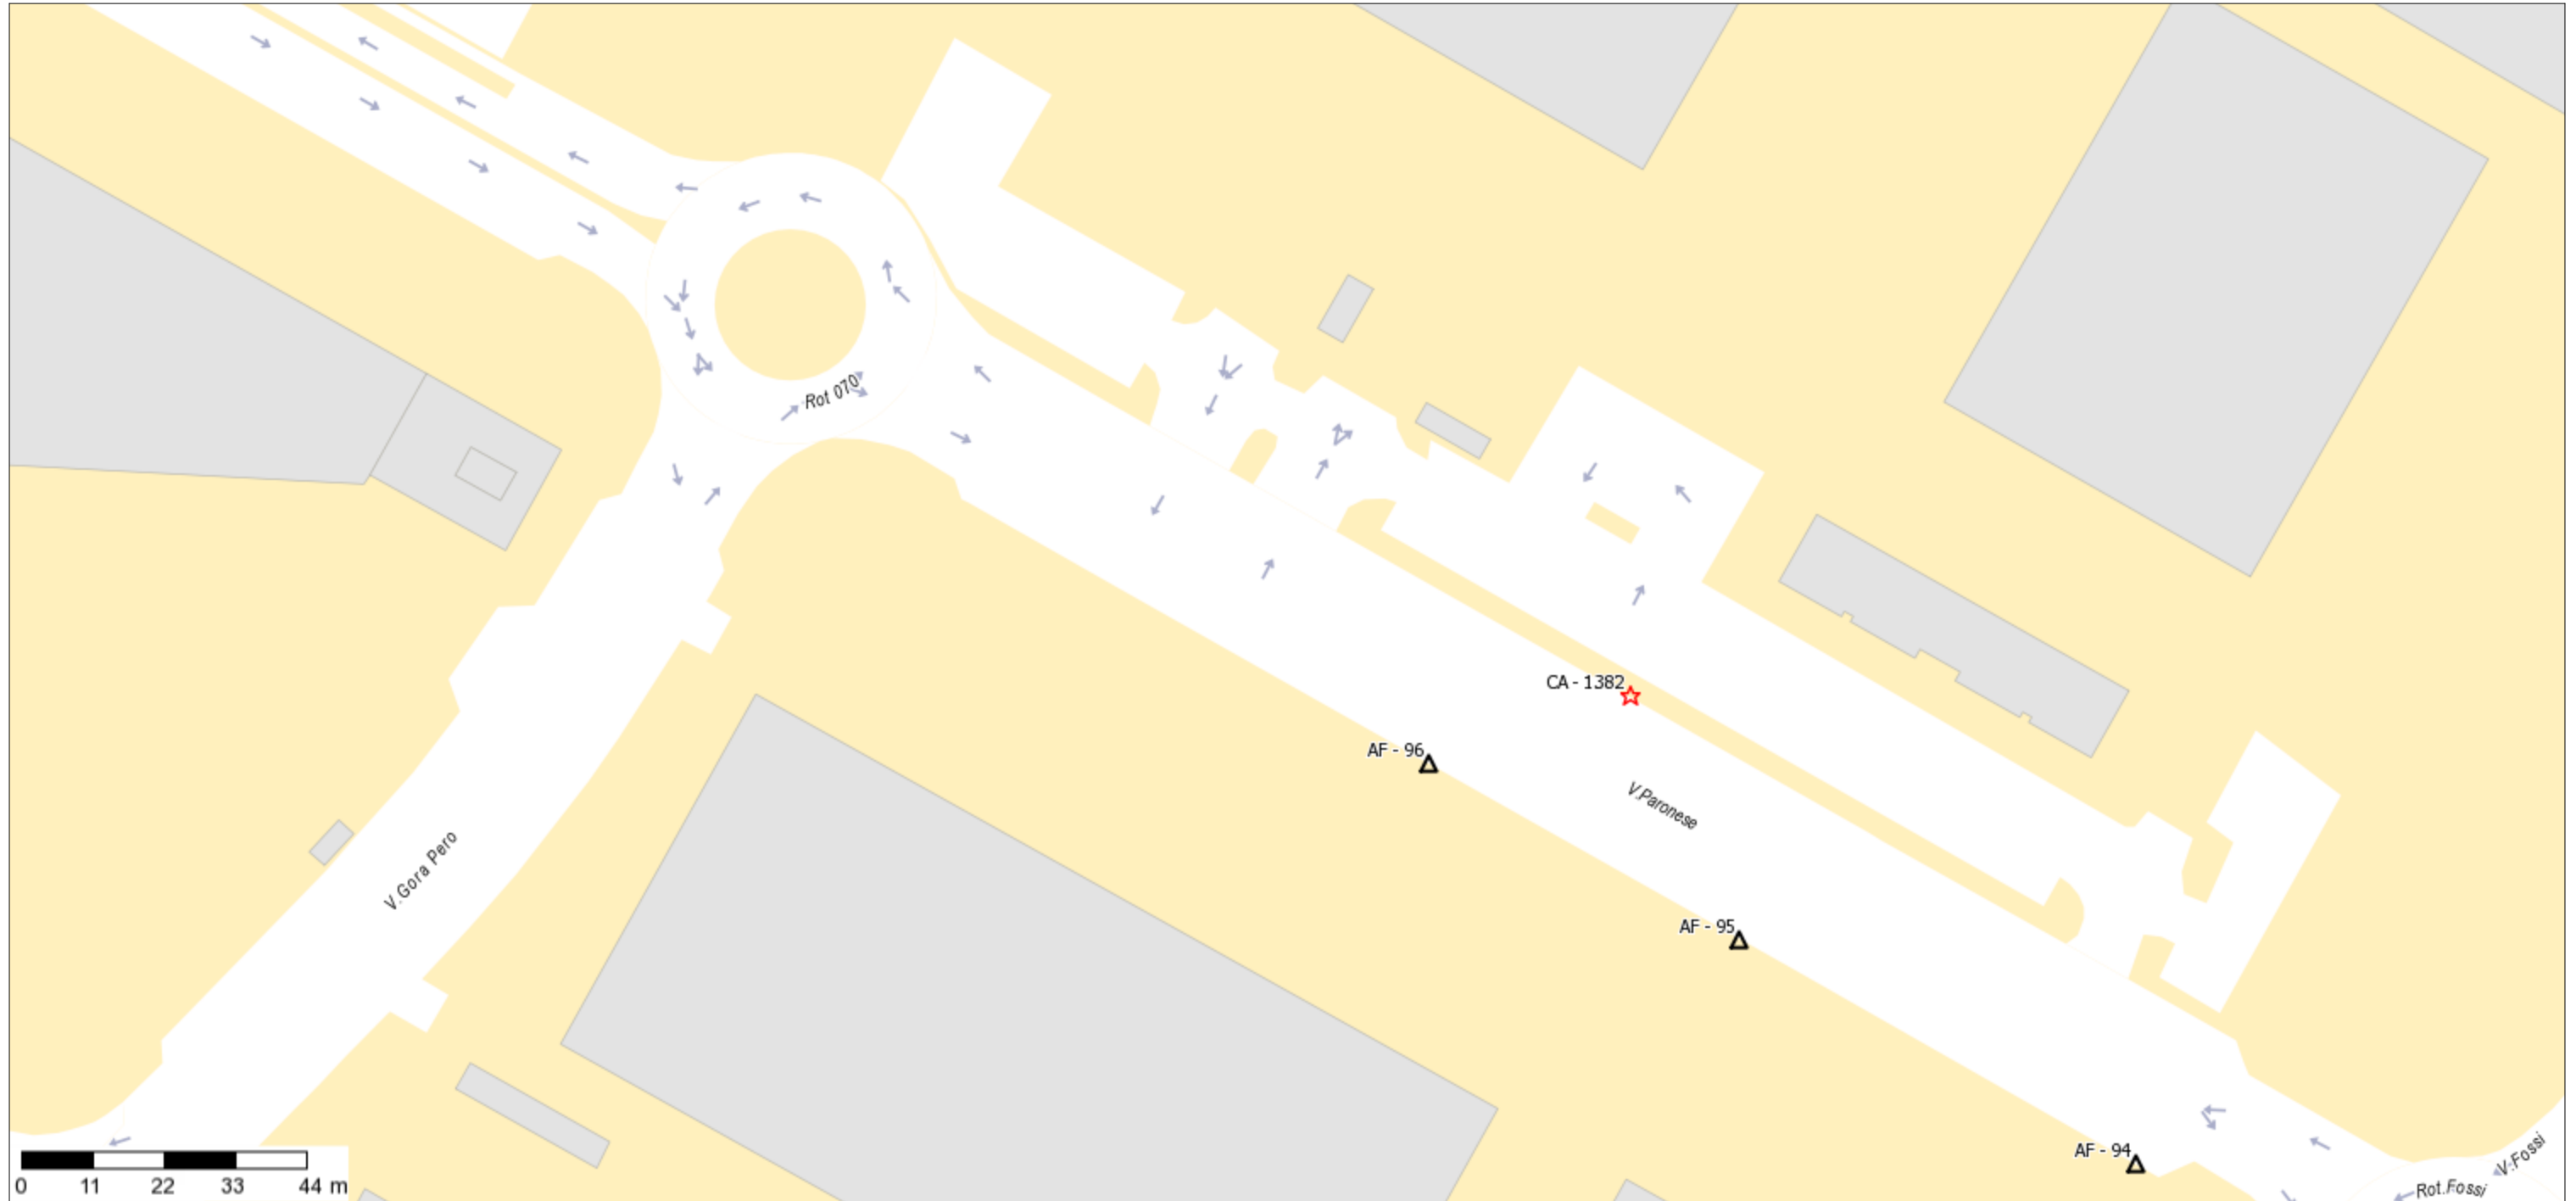 Rot 070
CA - 1382
AF - 96
V.Paronese
V.Gora Pero
AF - 95
AF - 94
V.Fossi
Rot.Fossi
0 11 22 33 44 m